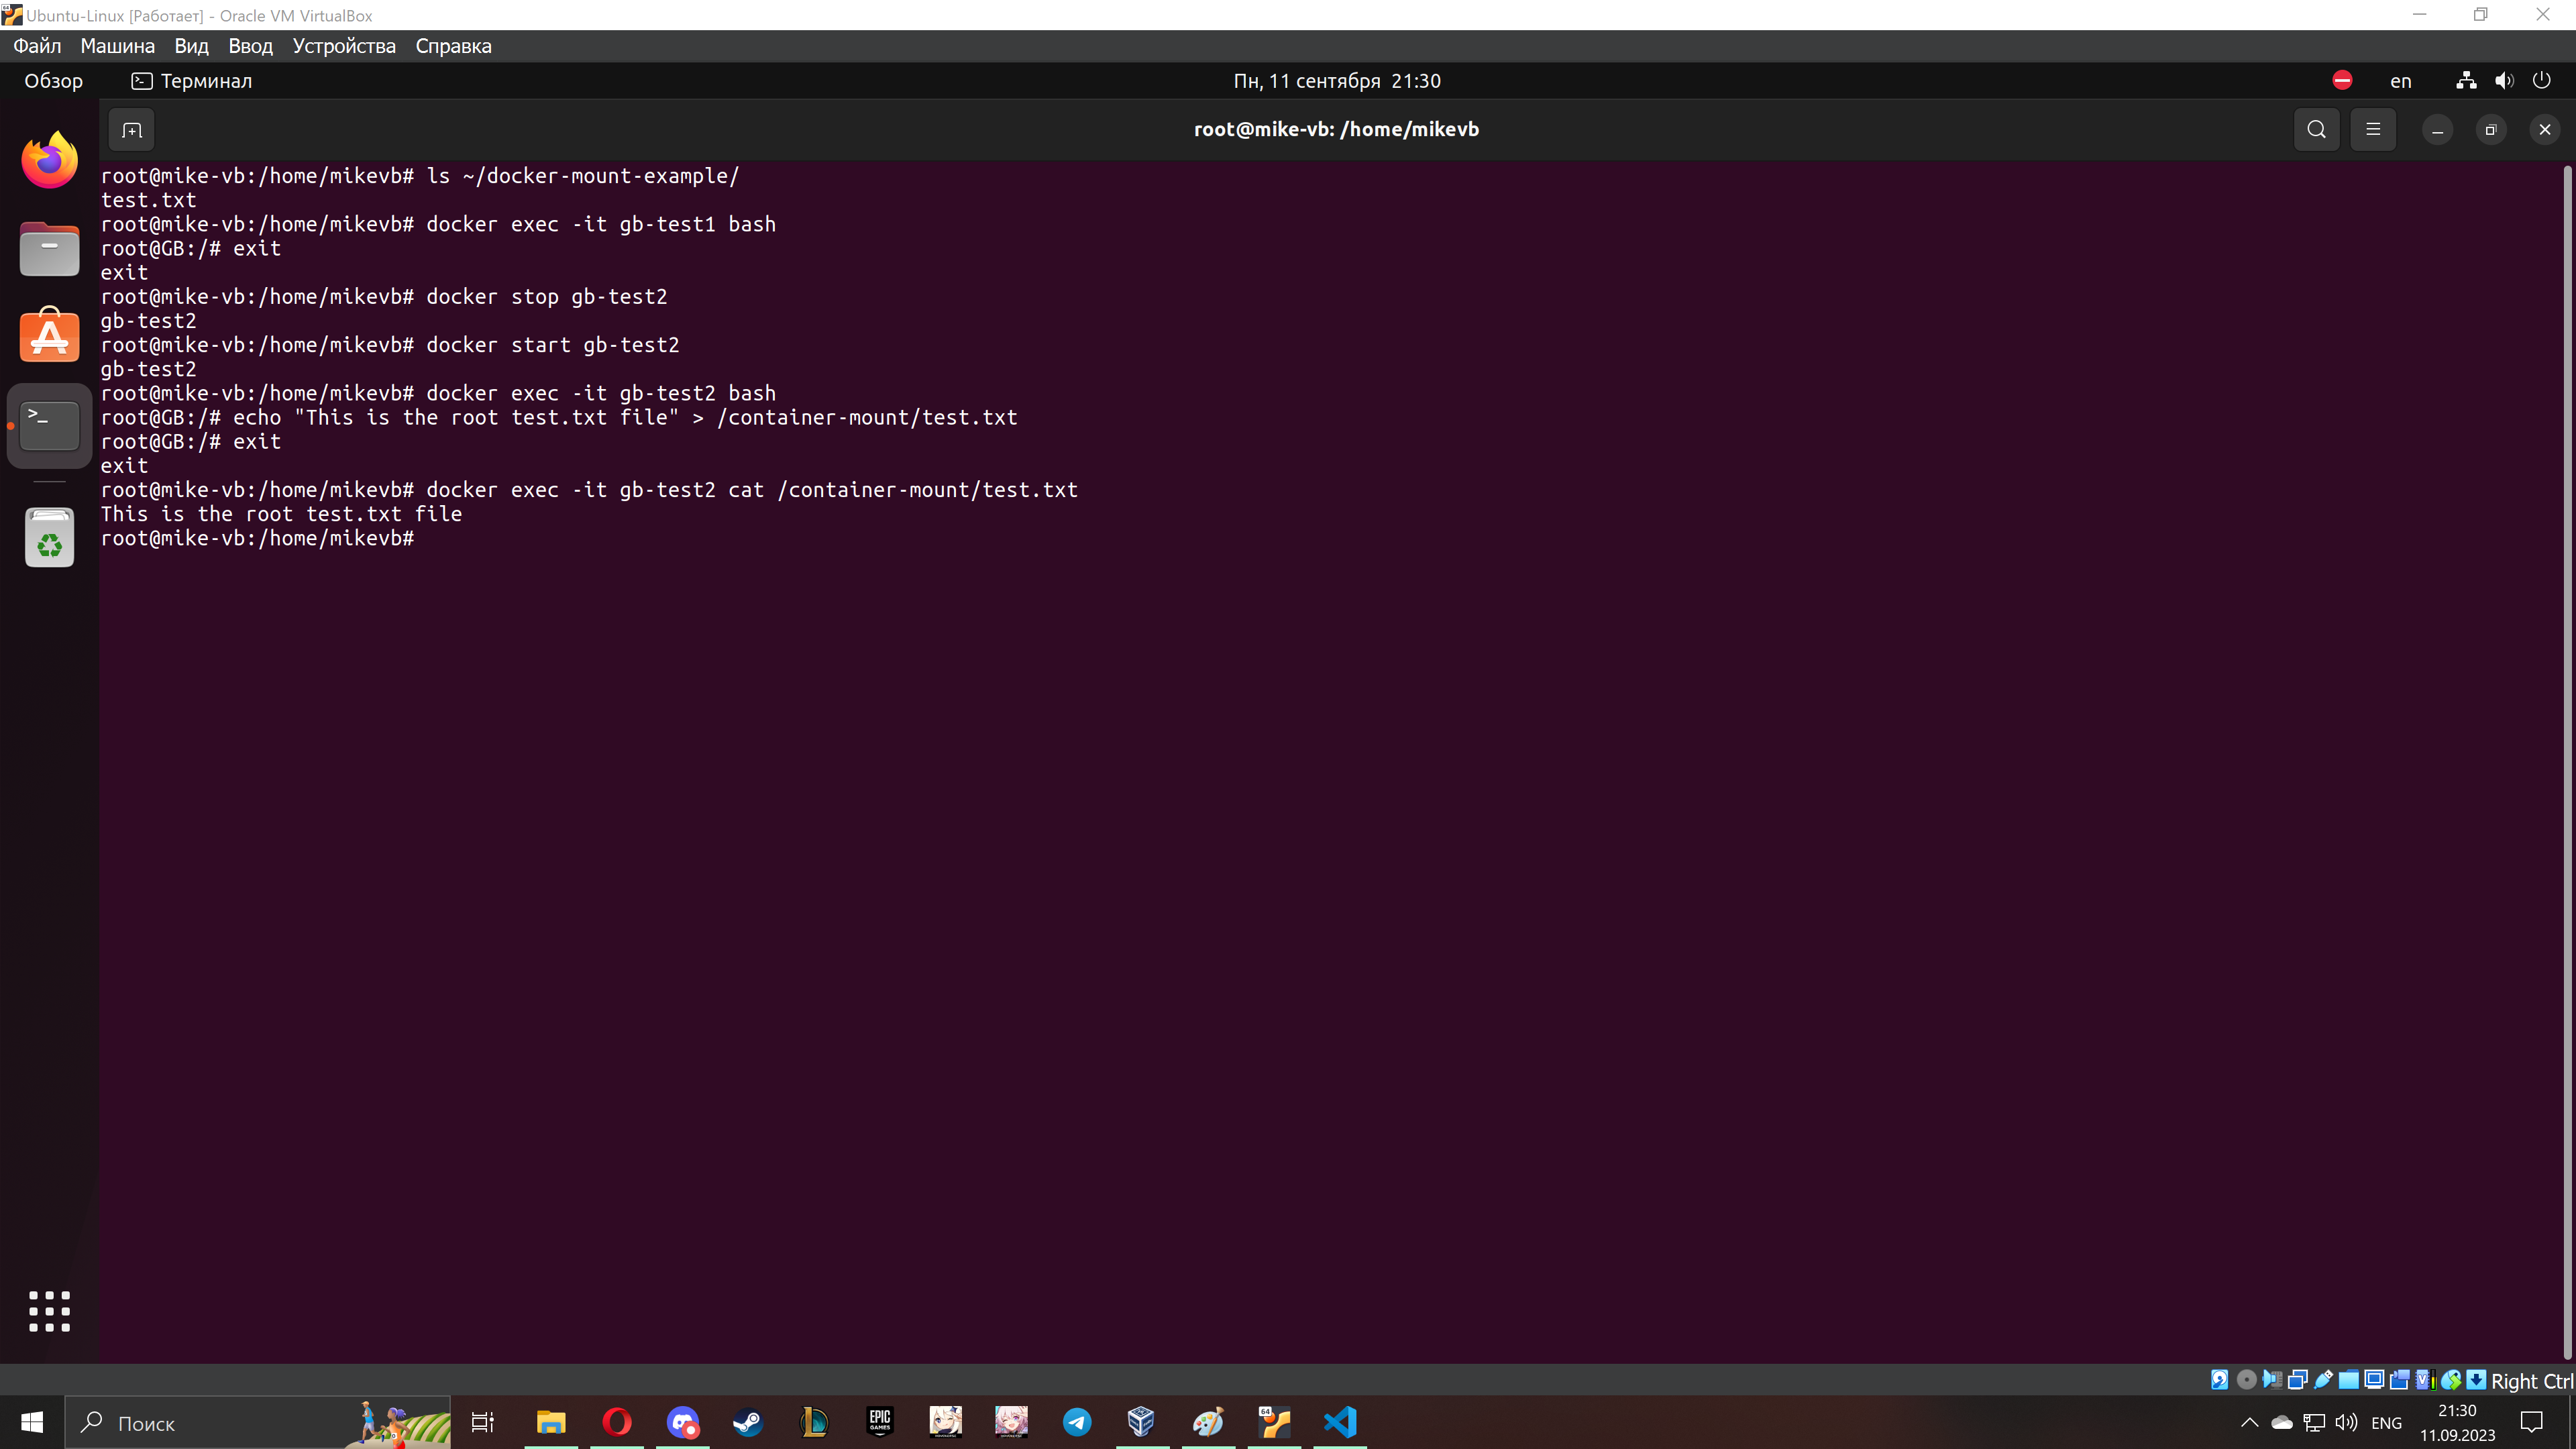 Ubuntu-Linux [Работает] - Oracle VM VirtualBox
Файл Машина Вид Ввод Устройства Справка
Обзор Терминал Пн, 11 сентября 21:30 en
root@mike-vb: /home/mikevb
root@mike-vb:/home/mikevb# ls ~/docker-mount-example/
test.txt
root@mike-vb:/home/mikevb# docker exec -it gb-test1 bash
root@GB:/# exit
exit
root@mike-vb:/home/mikevb# docker stop gb-test2
gb-test2
root@mike-vb:/home/mikevb# docker start gb-test2
gb-test2
root@mike-vb:/home/mikevb# docker exec -it gb-test2 bash
root@GB:/# echo "This is the root test.txt file" > /container-mount/test.txt
root@GB:/# exit
exit
root@mike-vb:/home/mikevb# docker exec -it gb-test2 cat /container-mount/test.txt
This is the root test.txt file
root@mike-vb:/home/mikevb#
Right Ctrl
Поиск
EPIC
GAMES
64
ENG
21:30
11.09.2023